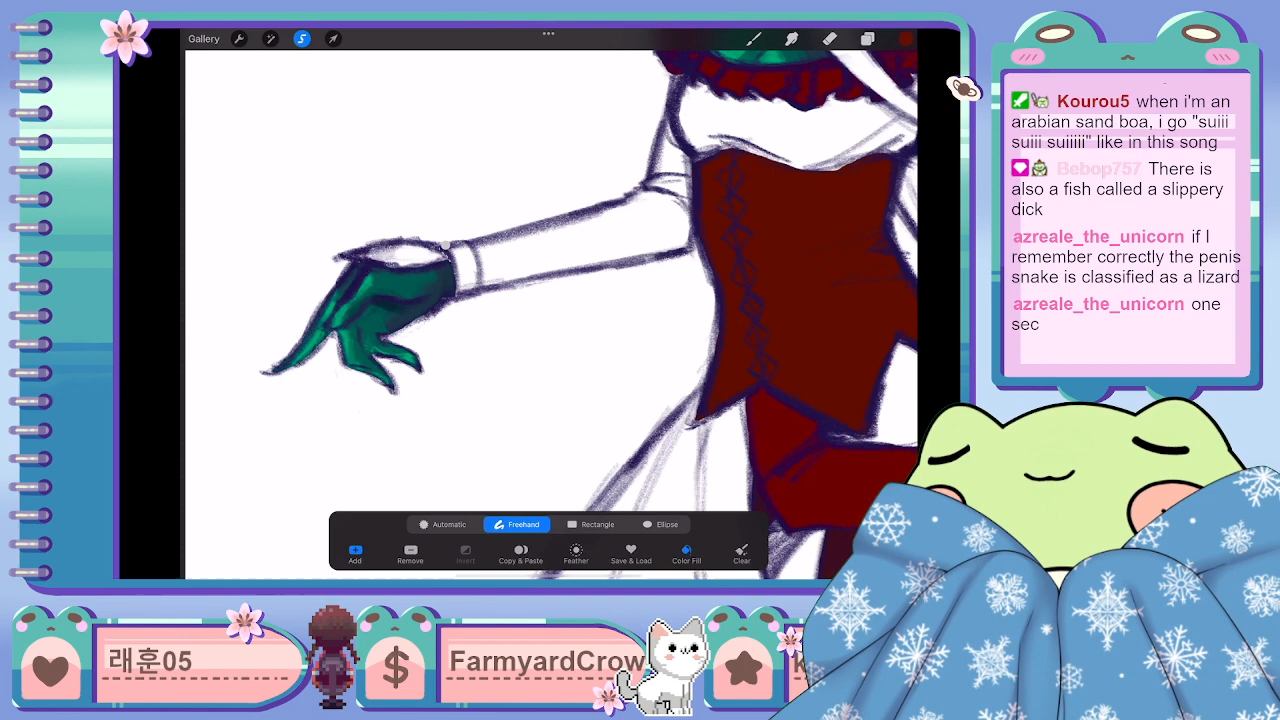 Gallery
Kourou5 when i'm an
arabian sand boa, i go "suiii
suiii suiiiii" like in this song
Bebop757 There is
also a fish called a slippery
dick
azreale_the_unicorn if I
remember correctly the penis
snake is classified as a lizard
azreale_the_unicorn one
sec
Automatic Freehand Rectangle Ellipse
Add Remove Invert Copy & Paste Feather Save & Load Color Fill Clear
래훈05 FarmyardCrow